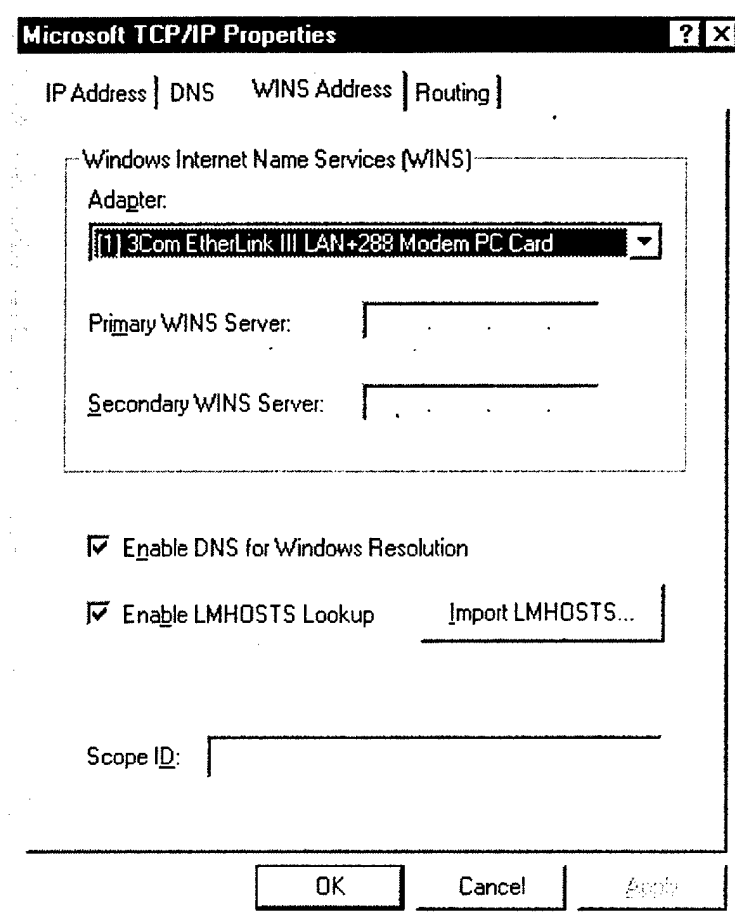 Microsoft TCP/IP Properties
IP Address DNS WINS Address Routing
Windows Internet Name Services (WINS)
Adapter:
[1] 3Com EtherLink III LAN+288 Modem PC Card
Primary WINS Server:
Secondary WINS Server:
Enable DNS for Windows Resolution
Enable LMHOSTS Lookup Import LMHOSTS...
Scope ID:
OK Cancel Apply